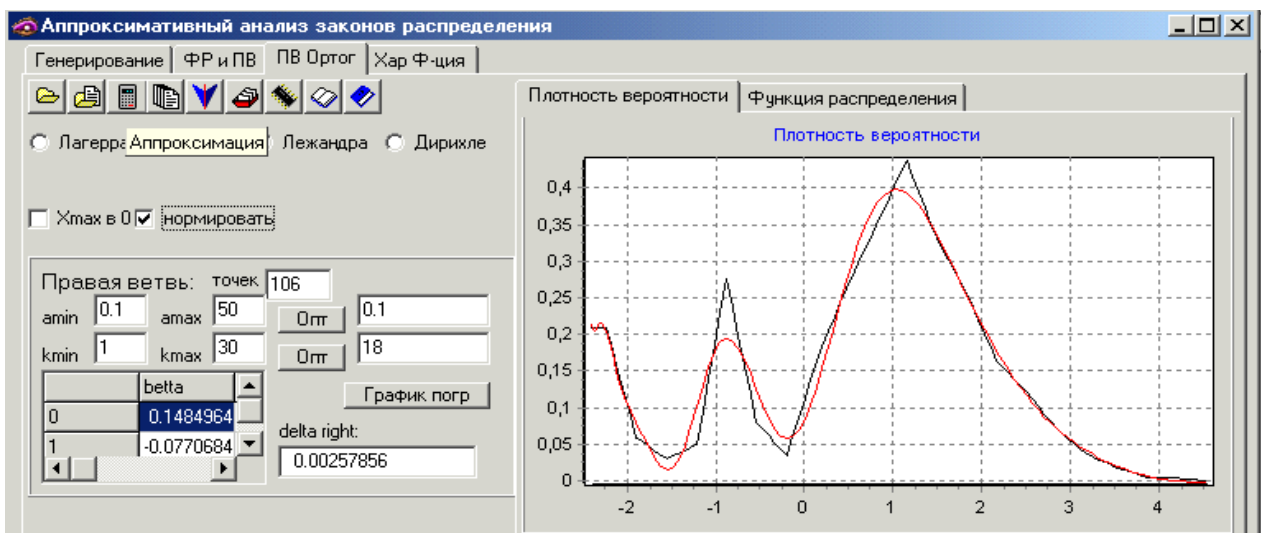 Аппроксимативный анализ законов распределения
Генерирование ФР и ПВ ПВ Ортог Хар Ф-ция
Лагерра Аппроксимация Лежандра Дирихле
Xmax в 0 нормировать
Правая ветвь: точек 106
amin 0.1 amax 50 Опт 0.1
kmin 1 kmax 30 Опт 18
betta
График погр
0 0.1484964
1 -0.0770684
delta right:
0.00257856
Плотность вероятности Функция распределения
Плотность вероятности
0,4
0,35
0,3
0,25
0,2
0,15
0,1
0,05
0
-2 -1 0 1 2 3 4